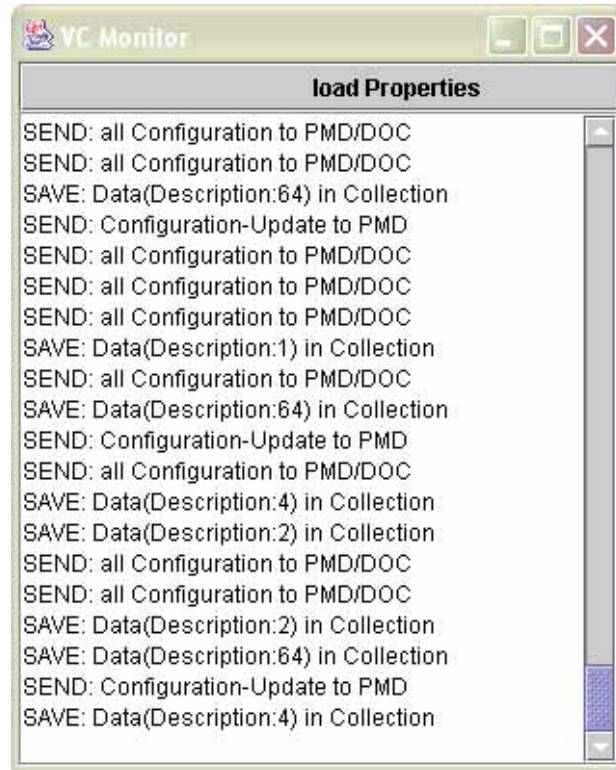 VC Monitor
load Properties
SEND: all Configuration to PMD/DOC
SEND: all Configuration to PMD/DOC
SAVE: Data(Description:64) in Collection
SEND: Configuration-Update to PMD
SEND: all Configuration to PMD/DOC
SEND: all Configuration to PMD/DOC
SEND: all Configuration to PMD/DOC
SAVE: Data(Description:1) in Collection
SEND: all Configuration to PMD/DOC
SAVE: Data(Description:64) in Collection
SEND: Configuration-Update to PMD
SEND: all Configuration to PMD/DOC
SAVE: Data(Description:4) in Collection
SAVE: Data(Description:2) in Collection
SEND: all Configuration to PMD/DOC
SEND: all Configuration to PMD/DOC
SAVE: Data(Description:2) in Collection
SAVE: Data(Description:64) in Collection
SEND: Configuration-Update to PMD
SAVE: Data(Description:4) in Collection